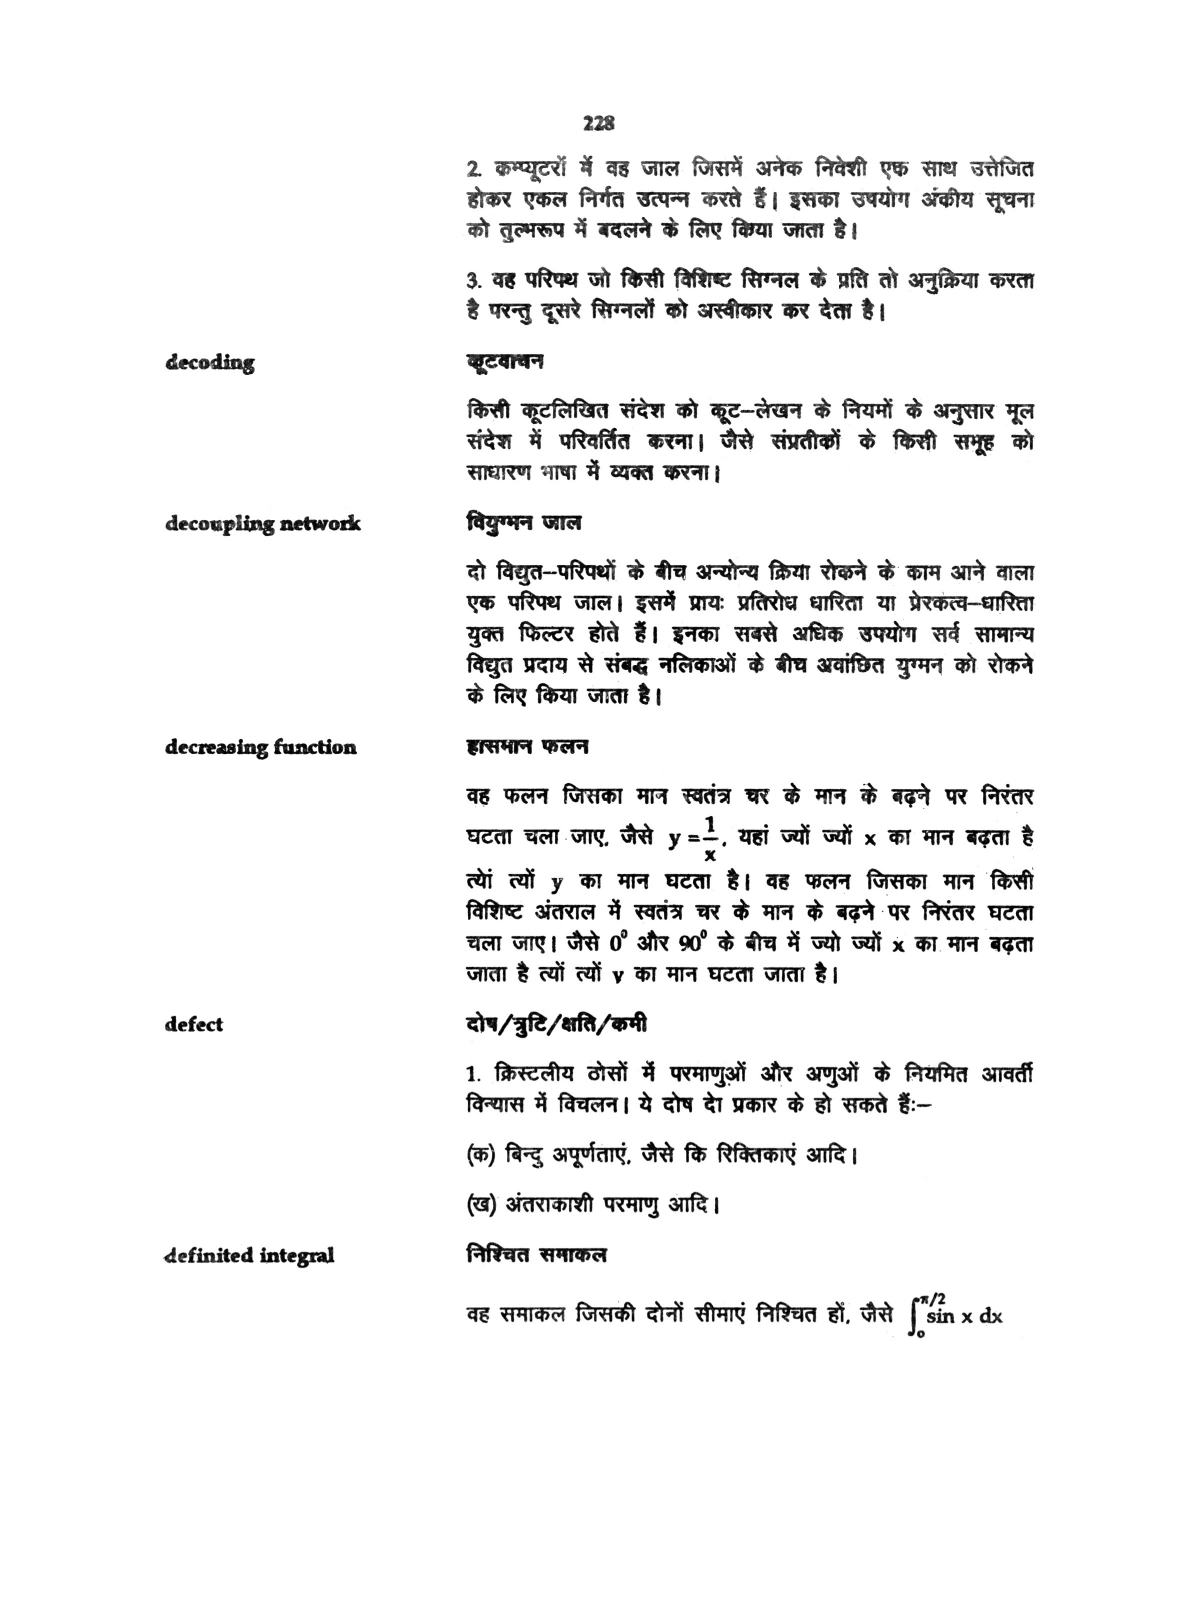 228
2. कम्प्यूटरों में वह जाल जिसमें अनेक निवेशी एक साथ उत्तेजित
होकर एकल निर्गत उत्पन्न करते हैं। इसका उपयोग अंकीय सूचना
को तुल्भरूप में बदलने के लिए किया जाता है।
3. वह परिपथ जो किसी विशिष्ट सिग्नल के प्रति तो अनुक्रिया करता
है परन्तु दूसरे सिग्नलों को अस्वीकार कर देता है।
decoding कूटवाचन
किसी कूटलिखित संदेश को कूट–लेखन के नियमों के अनुसार मूल
संदेश में परिवर्तित करना। जैसे संप्रतीकों के किसी समूह को
साधारण भाषा में व्यक्त करना।
decoupling network वियुग्मन जाल
दो विद्युत–परिपथों के बीच अन्योन्य क्रिया रोकने के काम आने वाला
एक परिपथ जाल। इसमें प्रायः प्रतिरोध धारिता या प्रेरकत्व–धारिता
युक्त फिल्टर होते हैं। इनका सबसे अधिक उपयोग सर्व सामान्य
विद्युत प्रदाय से संबद्ध नलिकाओं के बीच अवांछित युग्मन को रोकने
के लिए किया जाता है।
decreasing function ह्रासमान फलन
वह फलन जिसका मान स्वतंत्र चर के मान के बढ़ने पर निरंतर
घटता चला जाए, जैसे y = 1/x, यहां ज्यों ज्यों x का मान बढ़ता है
त्येां त्यों y का मान घटता है। वह फलन जिसका मान किसी
विशिष्ट अंतराल में स्वतंत्र चर के मान के बढ़ने पर निरंतर घटता
चला जाए। जैसे 0⁰ और 90⁰ के बीच में ज्यो ज्यों x का मान बढ़ता
जाता है त्यों त्यों y का मान घटता जाता है।
defect दोष/त्रुटि/क्षति/कमी
1. क्रिस्टलीय ठोसों में परमाणुओं और अणुओं के नियमित आवर्ती
विन्यास में विचलन। ये दोष देा प्रकार के हो सकते हैंः–
(क) बिन्दु अपूर्णताएं, जैसे कि रिक्तिकाएं आदि।
(ख) अंतराकाशी परमाणु आदि।
definited integral निश्चित समाकल
वह समाकल जिसकी दोनों सीमाएं निश्चित हों, जैसे ∫₀^π/2 sin x dx